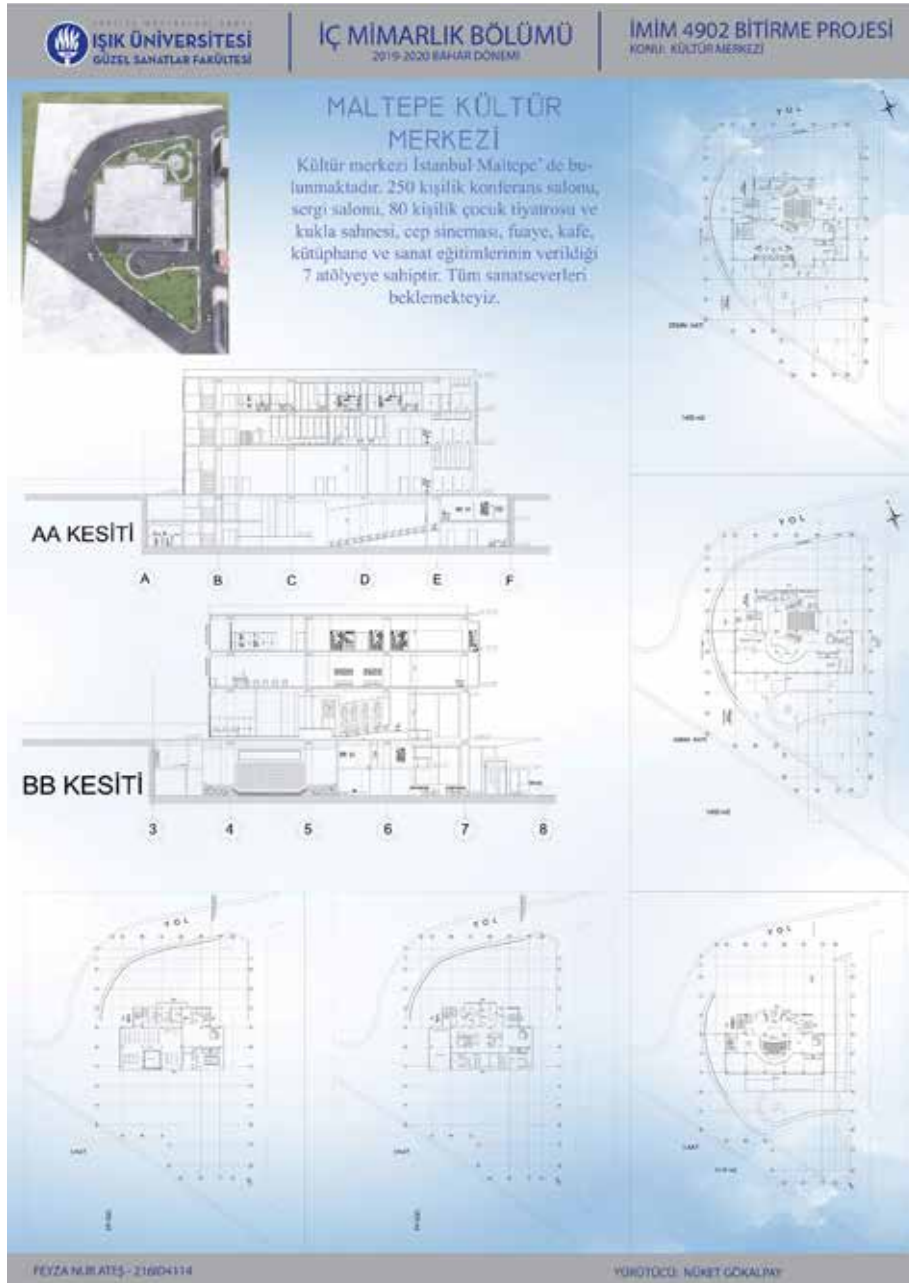 IŞIK ÜNİVERSİTESİ
GÜZEL SANATLAR FAKÜLTESİ
İÇ MİMARLIK BÖLÜMÜ
2019-2020 BAHAR DÖNEMİ
İMİM 4902 BİTİRME PROJESİ
KONU: KÜLTÜR MERKEZİ
MALTEPE KÜLTÜR
MERKEZİ
Kültür merkezi İstanbul Maltepe' de bu-
lunmaktadır. 250 kişilik konferans salonu,
sergi salonu, 80 kişilik çocuk tiyatrosu ve
kukla sahnesi, cep sineması, fuaye, kafe,
kütüphane ve sanat eğitimlerinin verildiği
7 atölyeye sahiptir. Tüm sanatseverleri
beklemekteyiz.
YOL
ZEMİN KATI
AA KESİTİ
A B C D E F
YOL
BB KESİTİ
3 4 5 6 7 8
YOL
YOL
YOL
FEYZA NUR ATEŞ - 216ID4114
YÜRÜTÜCÜ: NÜKET GÖKALPAY